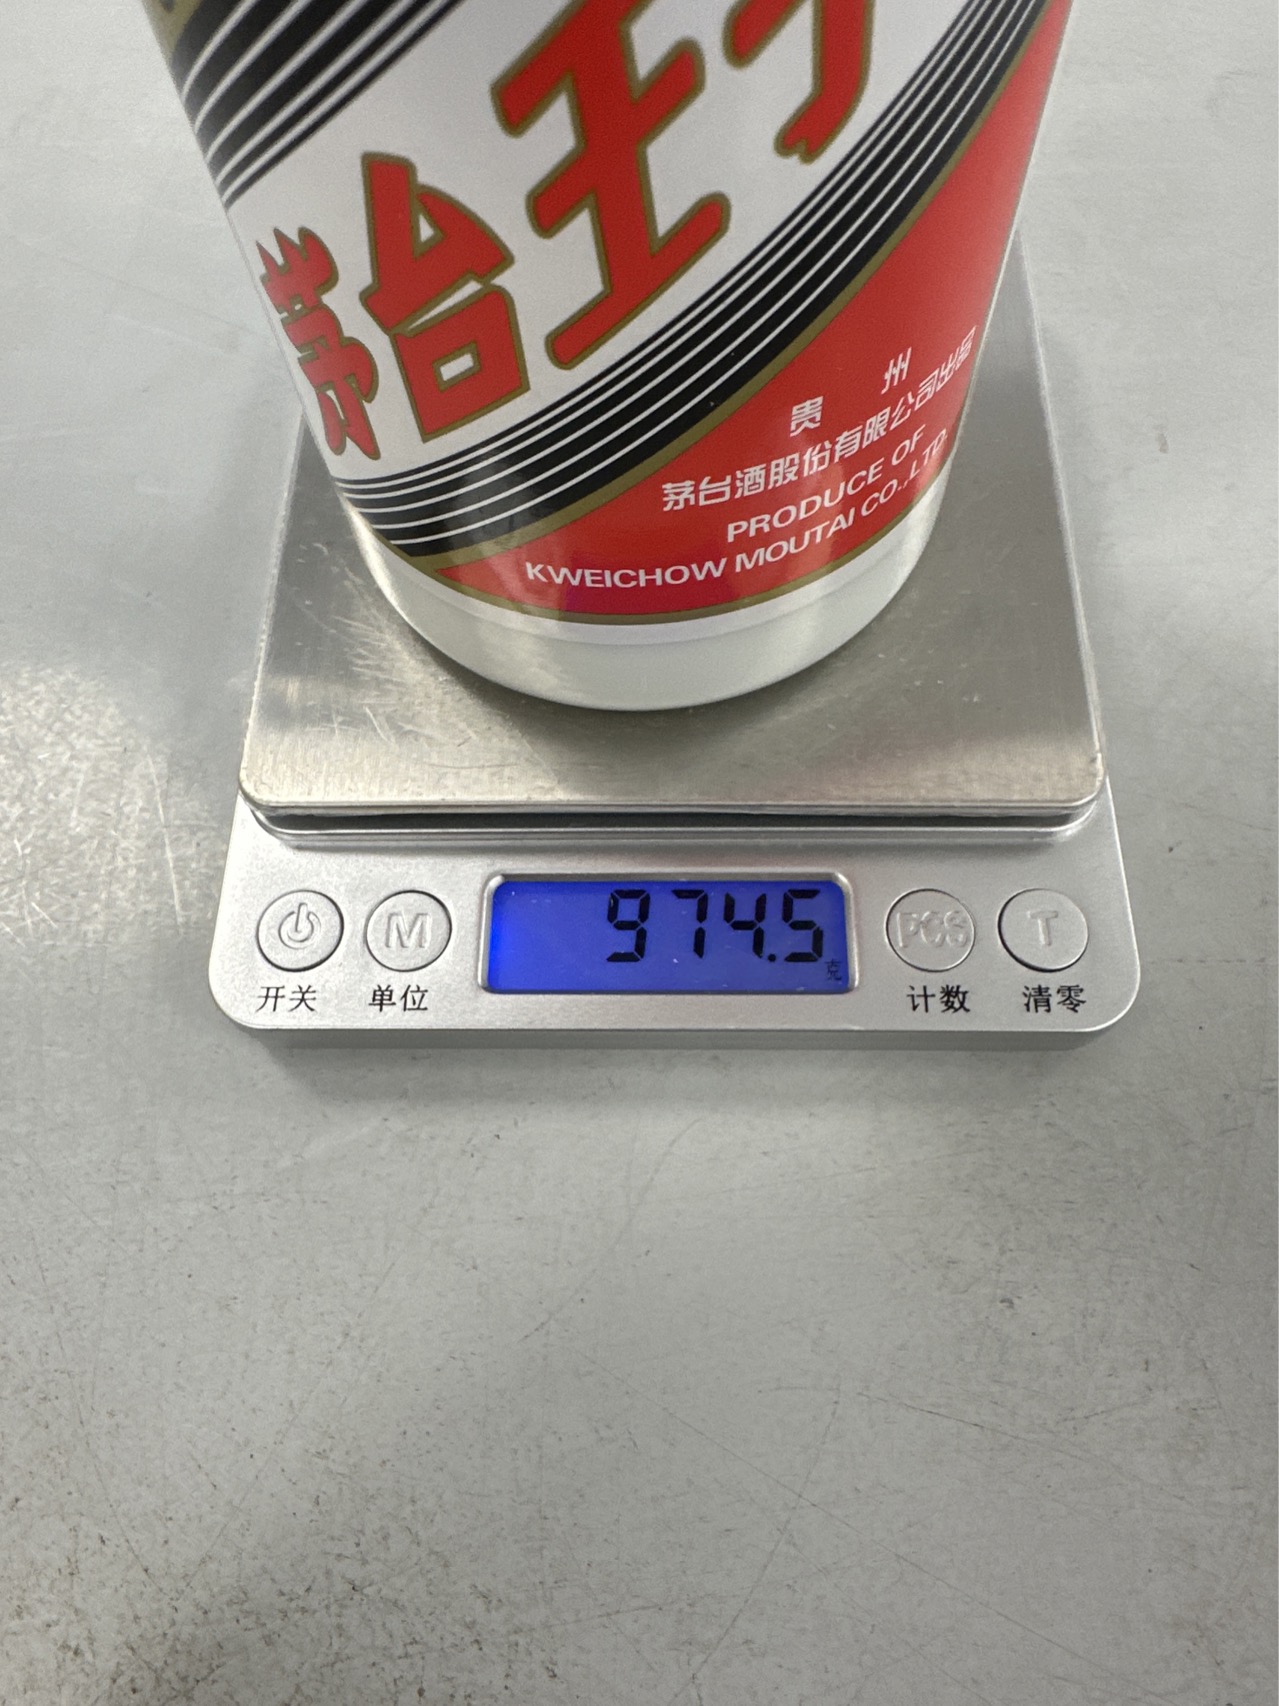 茅台王子
贵州
茅台酒股份有限公司出品
PRODUCE OF
KWEICHOW MOUTAI CO.,LTD.
974.5
克
M
PCS
T
开关
单位
计数
清零